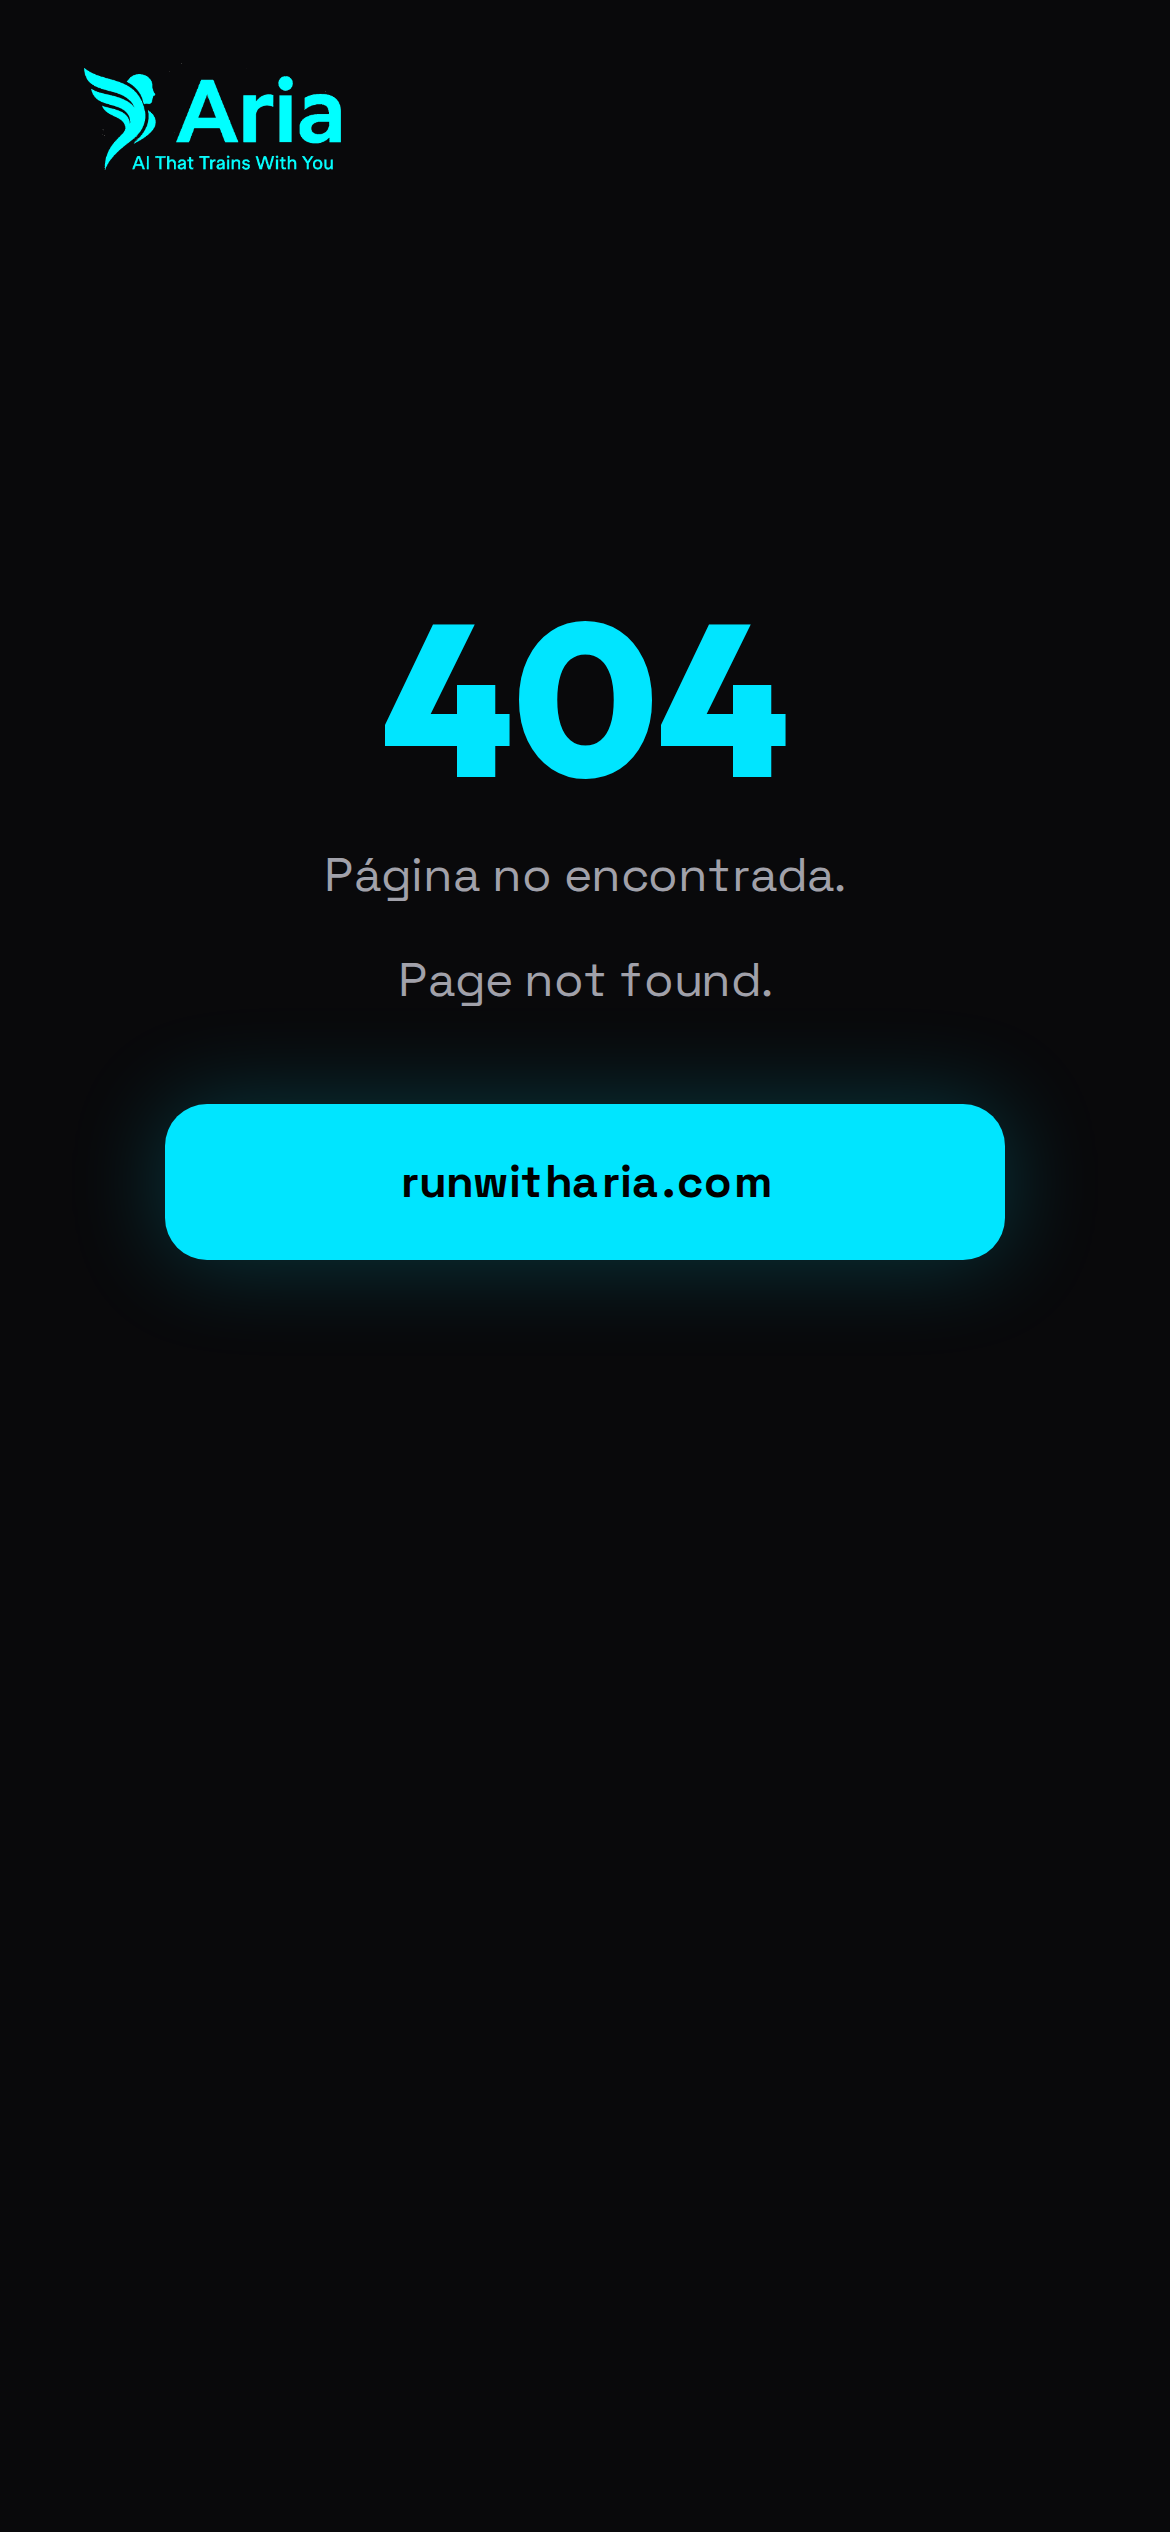 Aria
AI That Trains With You
404
Página no encontrada.
Page not found.
runwitharia.com